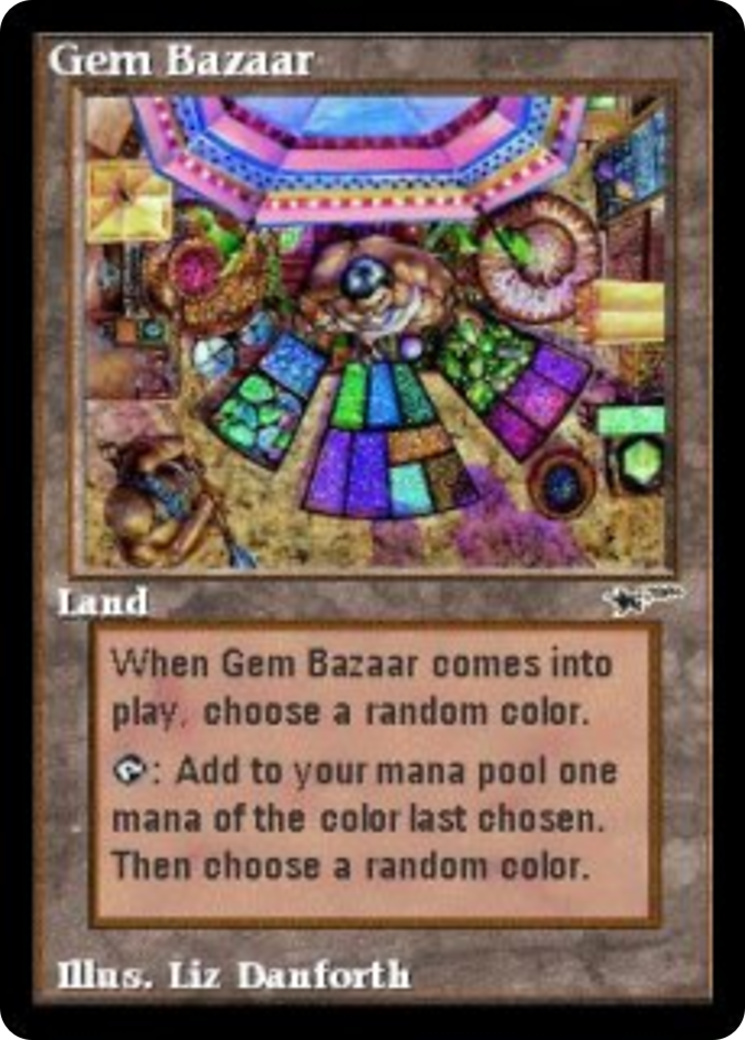 Gem Bazaar
Land
When Gem Bazaar comes into
play, choose a random color.
: Add to your mana pool one
mana of the color last chosen.
Then choose a random color.
Illus. Liz Danforth